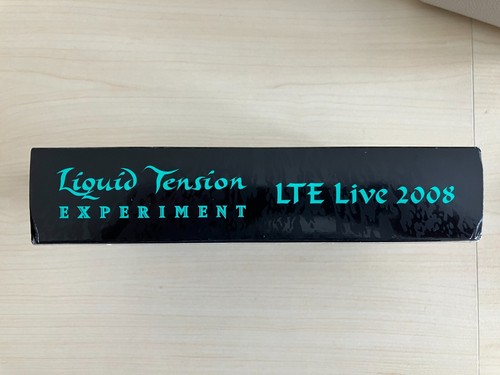 Liquid Tension
EXPERIMENT
LTE Live 2008